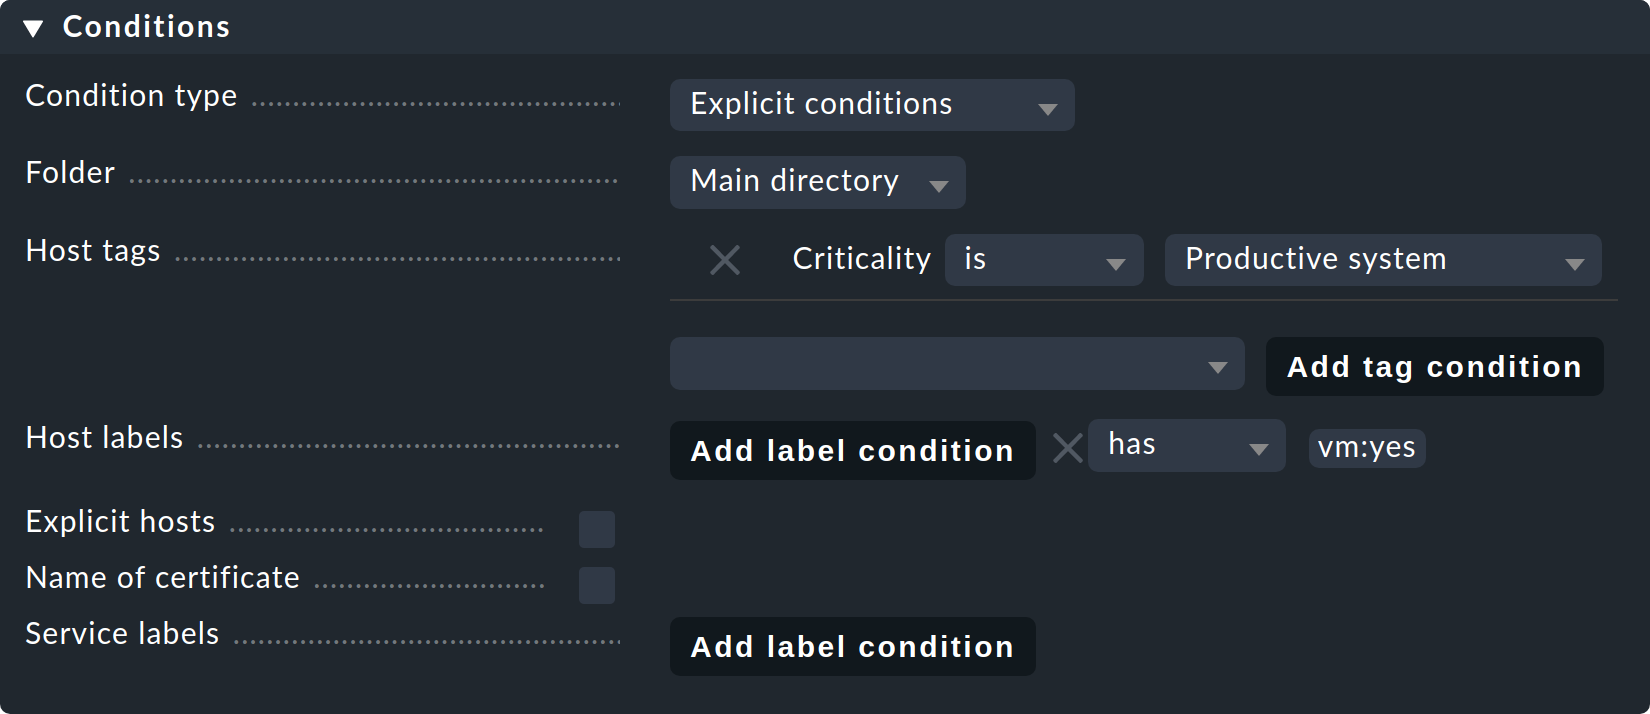 Conditions
Condition type Explicit conditions
Folder Main directory
Host tags Criticality is Productive system
Add tag condition
Host labels Add label condition has vm:yes
Explicit hosts
Name of certificate
Service labels Add label condition